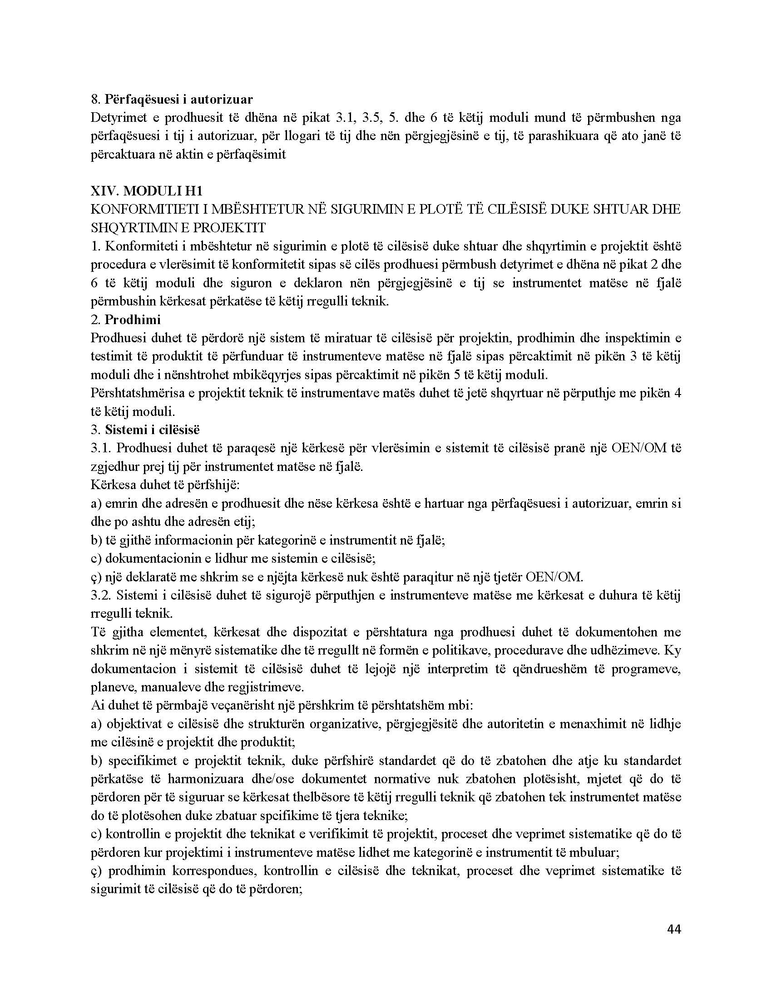 8. Përfaqësuesi i autorizuar
Detyrimet e prodhuesit të dhëna në pikat 3.1, 3.5, 5. dhe 6 të këtij moduli mund të përmbushen nga
përfaqësuesi i tij i autorizuar, për llogari të tij dhe nën përgjegjësinë e tij, të parashikuara që ato janë të
përcaktuara në aktin e përfaqësimit
XIV. MODULI H1
KONFORMITIETI I MBËSHTETUR NË SIGURIMIN E PLOTË TË CILËSISË DUKE SHTUAR DHE
SHQYRTIMIN E PROJEKTIT
1. Konformiteti i mbështetur në sigurimin e plotë të cilësisë duke shtuar dhe shqyrtimin e projektit është
procedura e vlerësimit të konformitetit sipas së cilës prodhuesi përmbush detyrimet e dhëna në pikat 2 dhe
6 të këtij moduli dhe siguron e deklaron nën përgjegjësinë e tij se instrumentet matëse në fjalë
përmbushin kërkesat përkatëse të këtij rregulli teknik.
2. Prodhimi
Prodhuesi duhet të përdorë një sistem të miratuar të cilësisë për projektin, prodhimin dhe inspektimin e
testimit të produktit të përfunduar të instrumenteve matëse në fjalë sipas përcaktimit në pikën 3 të këtij
moduli dhe i nënshtrohet mbikëqyrjes sipas përcaktimit në pikën 5 të këtij moduli.
Përshtatshmërisa e projektit teknik të instrumentave matës duhet të jetë shqyrtuar në përputhje me pikën 4
të këtij moduli.
3. Sistemi i cilësisë
3.1. Prodhuesi duhet të paraqesë një kërkesë për vlerësimin e sistemit të cilësisë pranë një OEN/OM të
zgjedhur prej tij për instrumentet matëse në fjalë.
Kërkesa duhet të përfshijë:
a) emrin dhe adresën e prodhuesit dhe nëse kërkesa është e hartuar nga përfaqësuesi i autorizuar, emrin si
dhe po ashtu dhe adresën etij;
b) të gjithë informacionin për kategorinë e instrumentit në fjalë;
c) dokumentacionin e lidhur me sistemin e cilësisë;
ç) një deklaratë me shkrim se e njëjta kërkesë nuk është paraqitur në një tjetër OEN/OM.
3.2. Sistemi i cilësisë duhet të sigurojë përputhjen e instrumenteve matëse me kërkesat e duhura të këtij
rregulli teknik.
Të gjitha elementet, kërkesat dhe dispozitat e përshtatura nga prodhuesi duhet të dokumentohen me
shkrim në një mënyrë sistematike dhe të rregullt në formën e politikave, procedurave dhe udhëzimeve. Ky
dokumentacion i sistemit të cilësisë duhet të lejojë një interpretim të qëndrueshëm të programeve,
planeve, manualeve dhe regjistrimeve.
Ai duhet të përmbajë veçanërisht një përshkrim të përshtatshëm mbi:
a) objektivat e cilësisë dhe strukturën organizative, përgjegjësitë dhe autoritetin e menaxhimit në lidhje
me cilësinë e projektit dhe produktit;
b) specifikimet e projektit teknik, duke përfshirë standardet që do të zbatohen dhe atje ku standardet
përkatëse të harmonizuara dhe/ose dokumentet normative nuk zbatohen plotësisht, mjetet që do të
përdoren për të siguruar se kërkesat thelbësore të këtij rregulli teknik që zbatohen tek instrumentet matëse
do të plotësohen duke zbatuar spcifikime të tjera teknike;
c) kontrollin e projektit dhe teknikat e verifikimit të projektit, proceset dhe veprimet sistematike që do të
përdoren kur projektimi i instrumenteve matëse lidhet me kategorinë e instrumentit të mbuluar;
ç) prodhimin korrespondues, kontrollin e cilësisë dhe teknikat, proceset dhe veprimet sistematike të
sigurimit të cilësisë që do të përdoren;
44